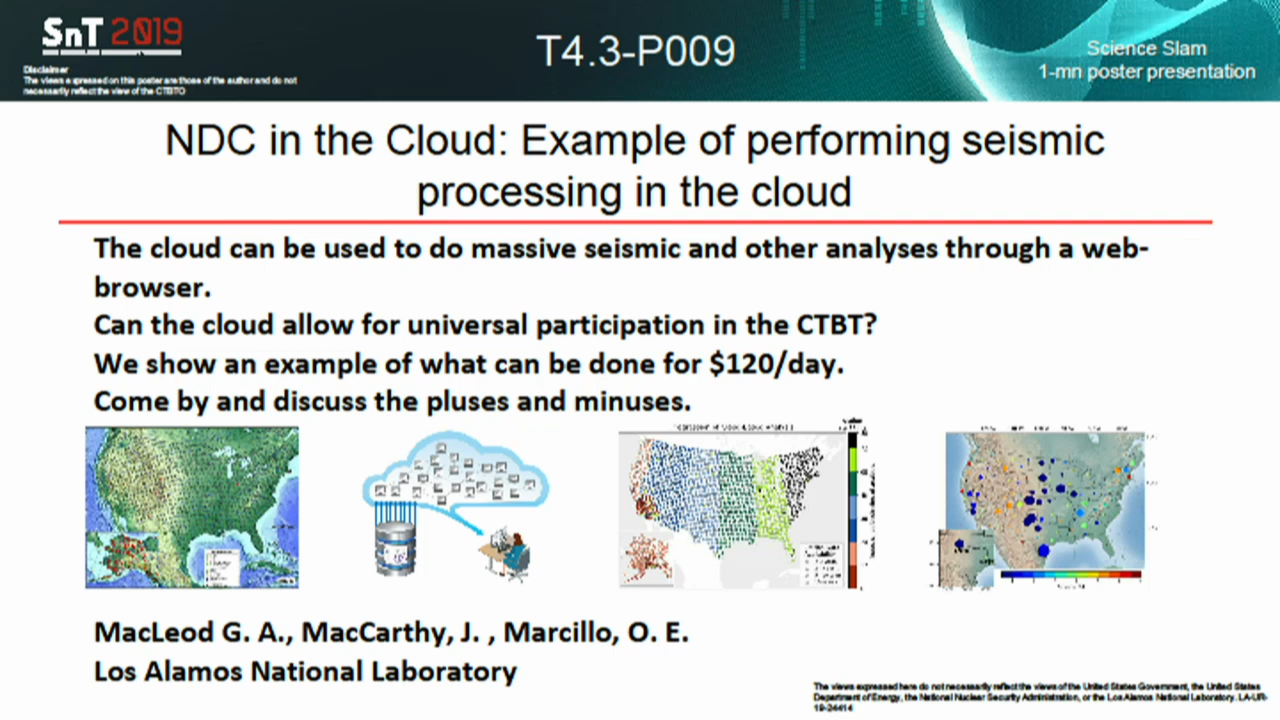 SnT 2019
Disclaimer
The views expressed on this poster are those of the author and do not
necessarily reflect the view of the CTBTO
T4.3-P009
Science Slam
1-mn poster presentation
NDC in the Cloud: Example of performing seismic
processing in the cloud
The cloud can be used to do massive seismic and other analyses through a web-
browser.
Can the cloud allow for universal participation in the CTBT?
We show an example of what can be done for $120/day.
Come by and discuss the pluses and minuses.
MacLeod G. A., MacCarthy, J. , Marcillo, O. E.
Los Alamos National Laboratory
The views expressed here do not necessarily reflect the views of the United States Government, the United States
Department of Energy, the National Nuclear Security Administration, or the Los Alamos National Laboratory. LA-UR-
19-24414